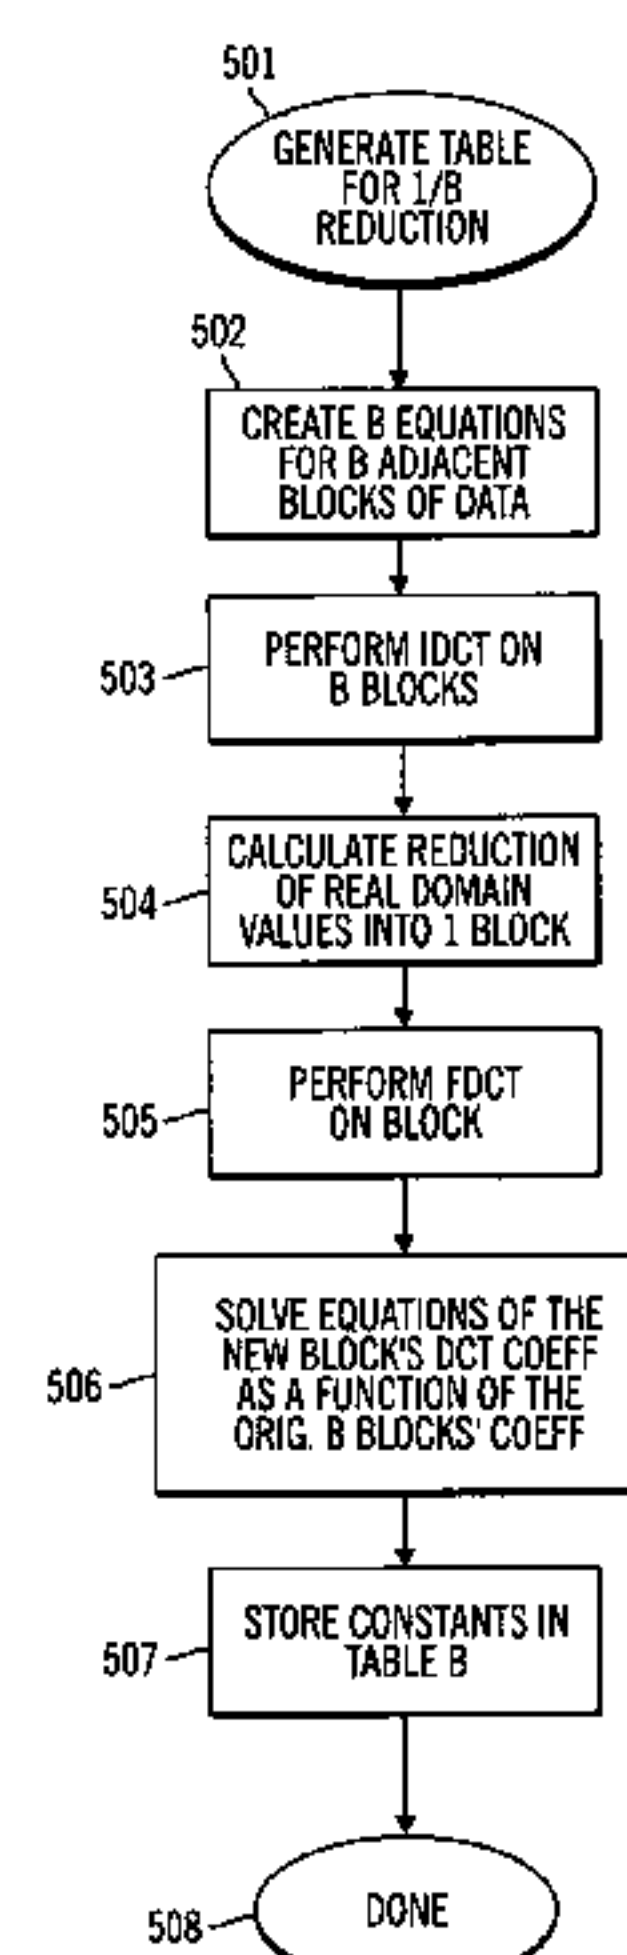 501
GENERATE TABLE
FOR 1/B
REDUCTION
502
CREATE B EQUATIONS
FOR B ADJACENT
BLOCKS OF DATA
503
PERFORM IDCT ON
B BLOCKS
504
CALCULATE REDUCTION
OF REAL DOMAIN
VALUES INTO 1 BLOCK
505
PERFORM FDCT
ON BLOCK
506
SOLVE EQUATIONS OF THE
NEW BLOCK'S DCT COEFF
AS A FUNCTION OF THE
ORIG. B BLOCKS' COEFF
507
STORE CONSTANTS IN
TABLE B
508
DONE